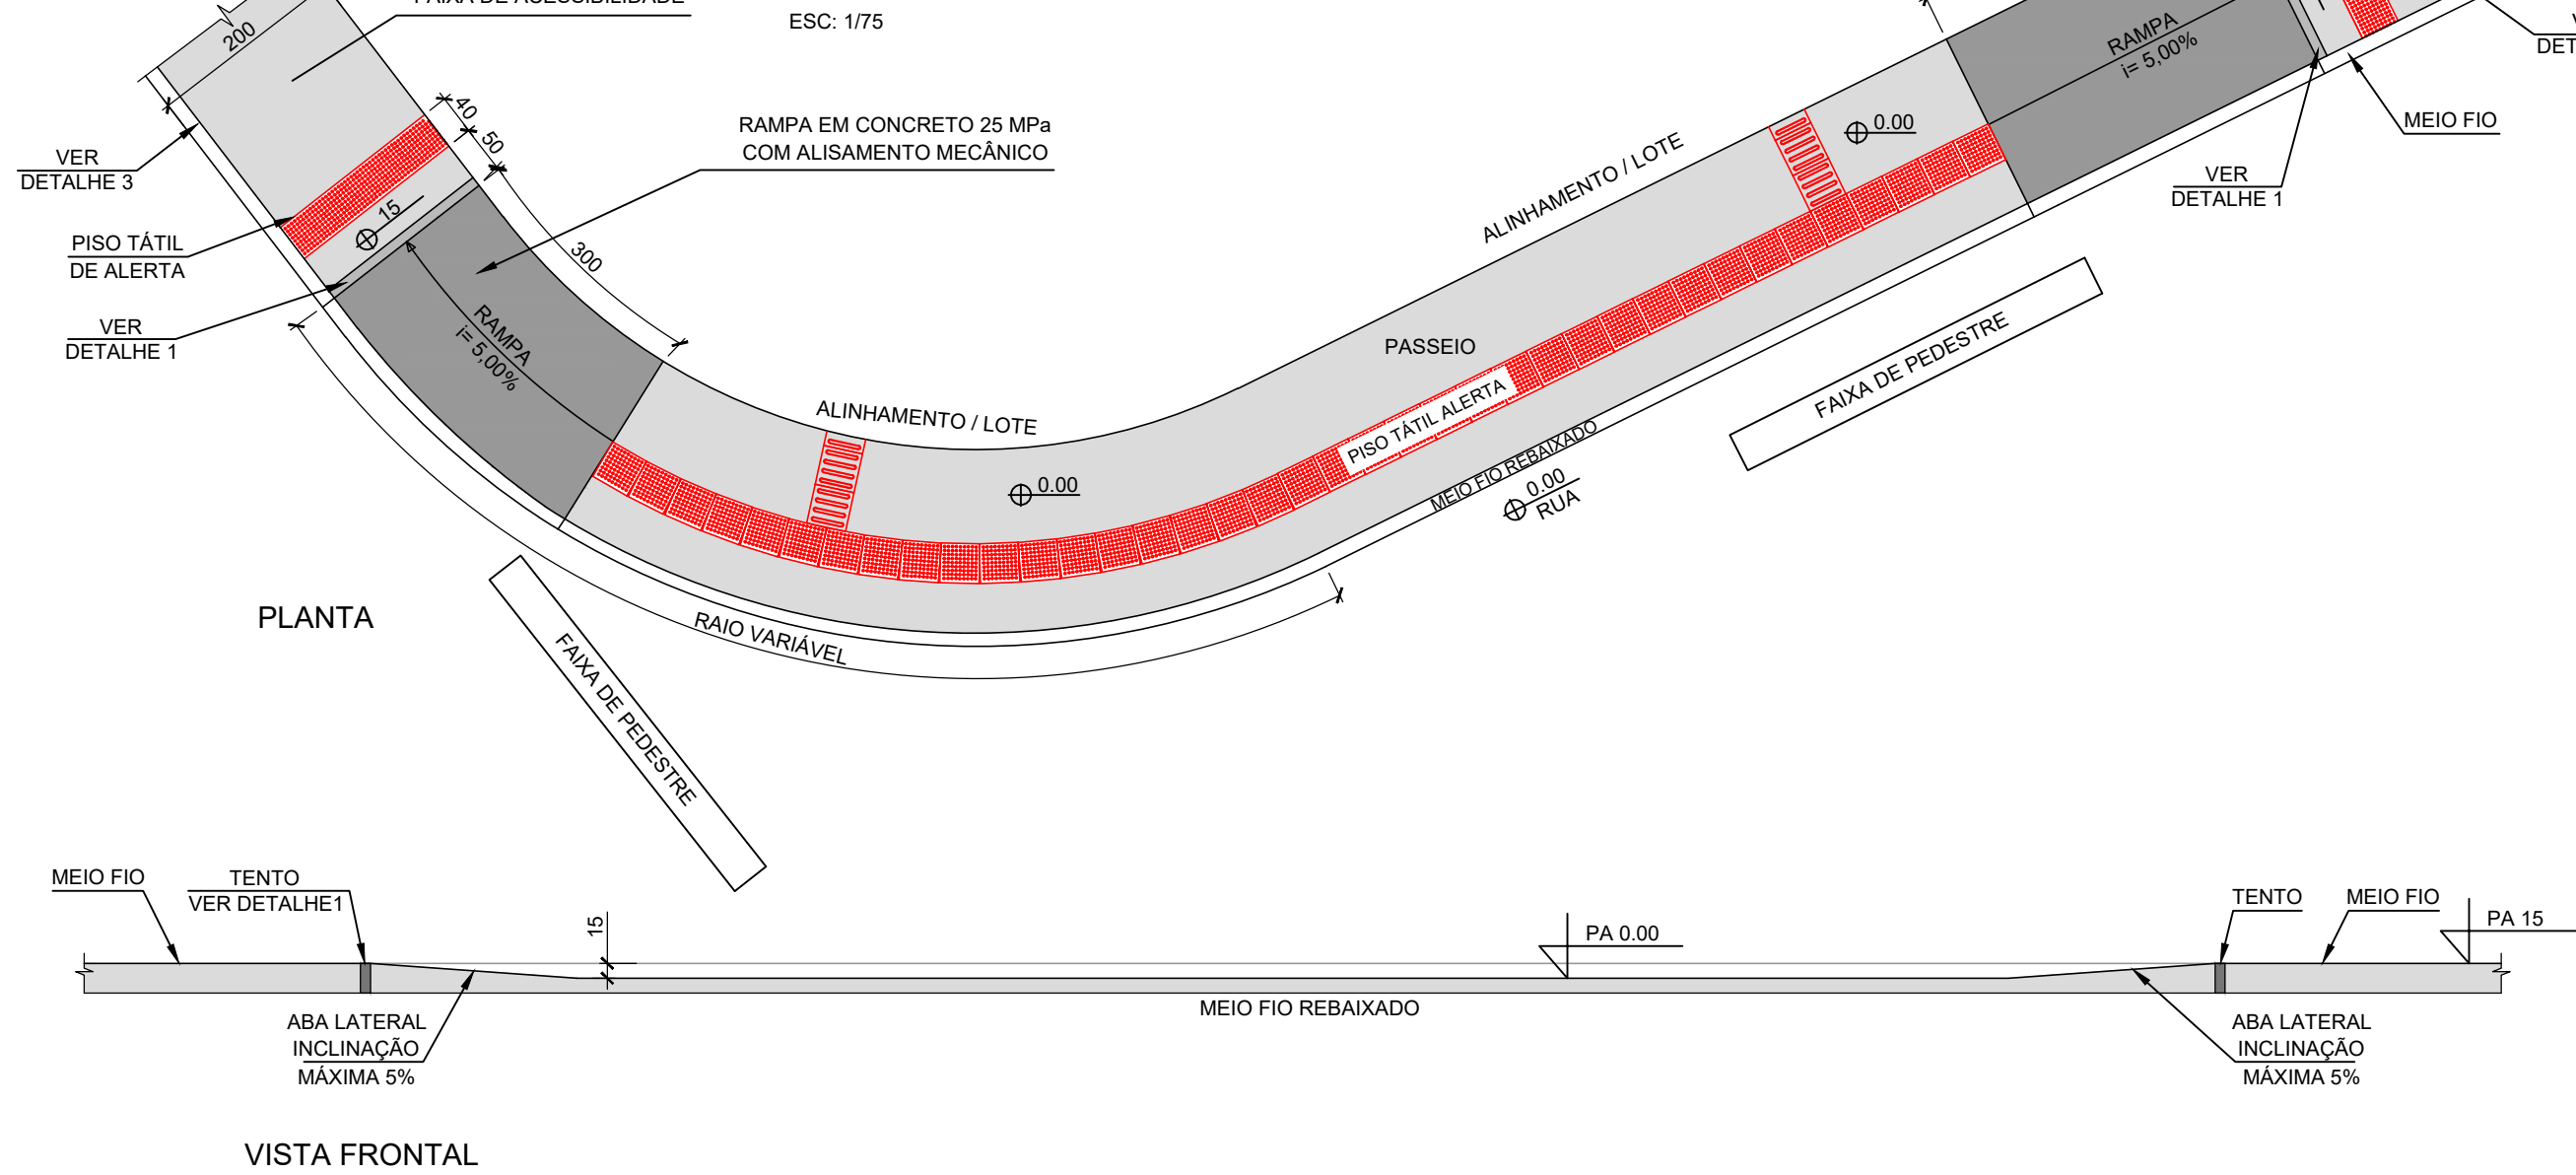 FAIXA DE ACESSIBILIDADE
ESC: 1/75
200
40
50
RAMPA
i= 5,00%
RAMPA EM CONCRETO 25 MPa
COM ALISAMENTO MECÂNICO
0.00
MEIO FIO
VER
DETALHE 3
ALINHAMENTO / LOTE
VER
DETALHE 1
15
PISO TÁTIL
DE ALERTA
300
VER
DETALHE 1
RAMPA
i= 5,00%
PASSEIO
FAIXA DE PEDESTRE
ALINHAMENTO / LOTE
PISO TÁTIL ALERTA
MEIO FIO REBAIXADO
0.00
0.00
RUA
PLANTA
RAIO VARIÁVEL
FAIXA DE PEDESTRE
MEIO FIO
TENTO
VER DETALHE1
15
PA 0.00
TENTO
MEIO FIO
PA 15
MEIO FIO REBAIXADO
ABA LATERAL
INCLINAÇÃO
MÁXIMA 5%
ABA LATERAL
INCLINAÇÃO
MÁXIMA 5%
VISTA FRONTAL